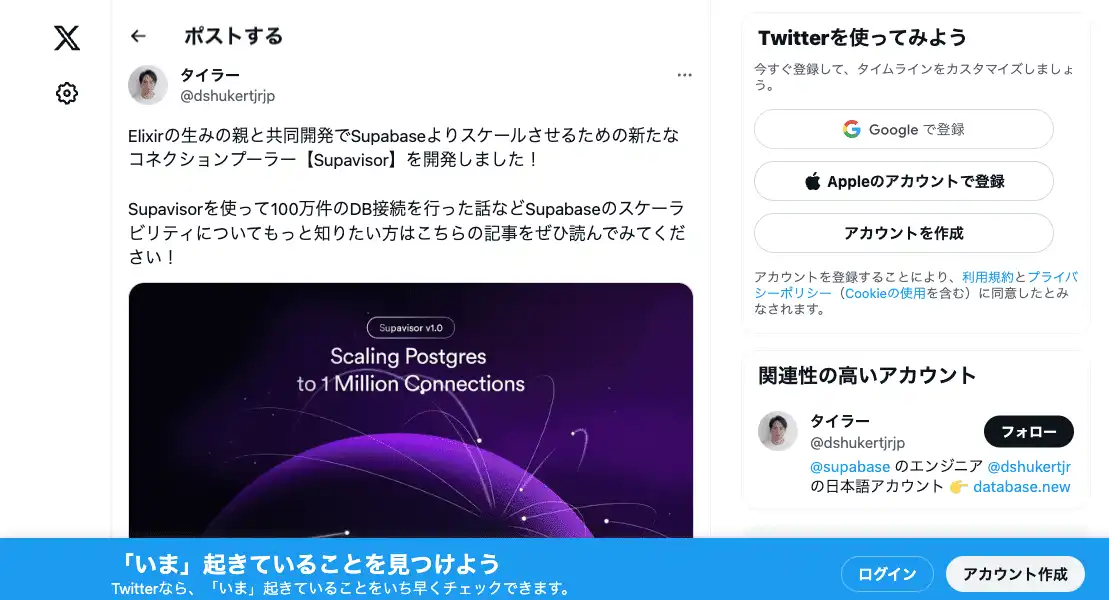 ポストする
タイラー
@dshukertjrjp
Elixirの生みの親と共同開発でSupabaseよりスケールさせるための新たな
コネクションプーラー【Supavisor】を開発しました！
Supavisorを使って100万件のDB接続を行った話などSupabaseのスケーラ
ビリティについてもっと知りたい方はこちらの記事をぜひ読んでみてくだ
さい！
Supavisor v1.0
Scaling Postgres
to 1 Million Connections
Twitterを使ってみよう
今すぐ登録して、タイムラインをカスタマイズしましょ
う。
Google で登録
Appleのアカウントで登録
アカウントを作成
アカウントを登録することにより、利用規約とプライバ
シーポリシー（Cookieの使用を含む）に同意したとみ
なされます。
関連性の高いアカウント
タイラー
@dshukertjrjp
フォロー
@supabase のエンジニア @dshukertjr
の日本語アカウント 👉 database.new
「いま」起きていることを見つけよう
Twitterなら、「いま」起きていることをいち早くチェックできます。
ログイン
アカウント作成